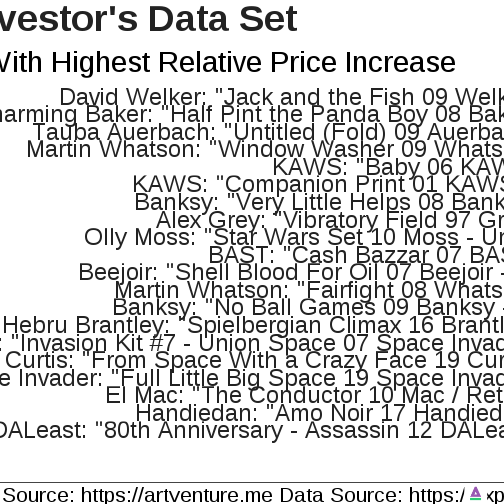 vestor's Data Set
With Highest Relative Price Increase
David Welker: "Jack and the Fish 09 Welk
harming Baker: "Half Pint the Panda Boy 08 Bak
Tauba Auerbach: "Untitled (Fold) 09 Auerba
Martin Whatson: "Window Washer 09 Whats
KAWS: "Baby 06 KAW
KAWS: "Companion Print 01 KAWS
Banksy: "Very Little Helps 08 Bank
Alex Grey: "Vibratory Field 97 Gr
Olly Moss: "Star Wars Set 10 Moss - Un
BAST: "Cash Bazzar 07 BAS
Beejoir: "Shell Blood For Oil 07 Beejoir -
Martin Whatson: "Fairfight 08 Whats
Banksy: "No Ball Games 09 Banksy -
Hebru Brantley: "Spielbergian Climax 16 Brantl
: "Invasion Kit #7 - Union Space 07 Space Invad
Curtis: "From Space With a Crazy Face 19 Cur
e Invader: "Full Little Big Space 19 Space Invad
El Mac: "The Conductor 10 Mac / Ret
Handiedan: "Amo Noir 17 Handied
DALeast: "80th Anniversary - Assassin 12 DALea
Source: https://artventure.me Data Source: https:/ xp